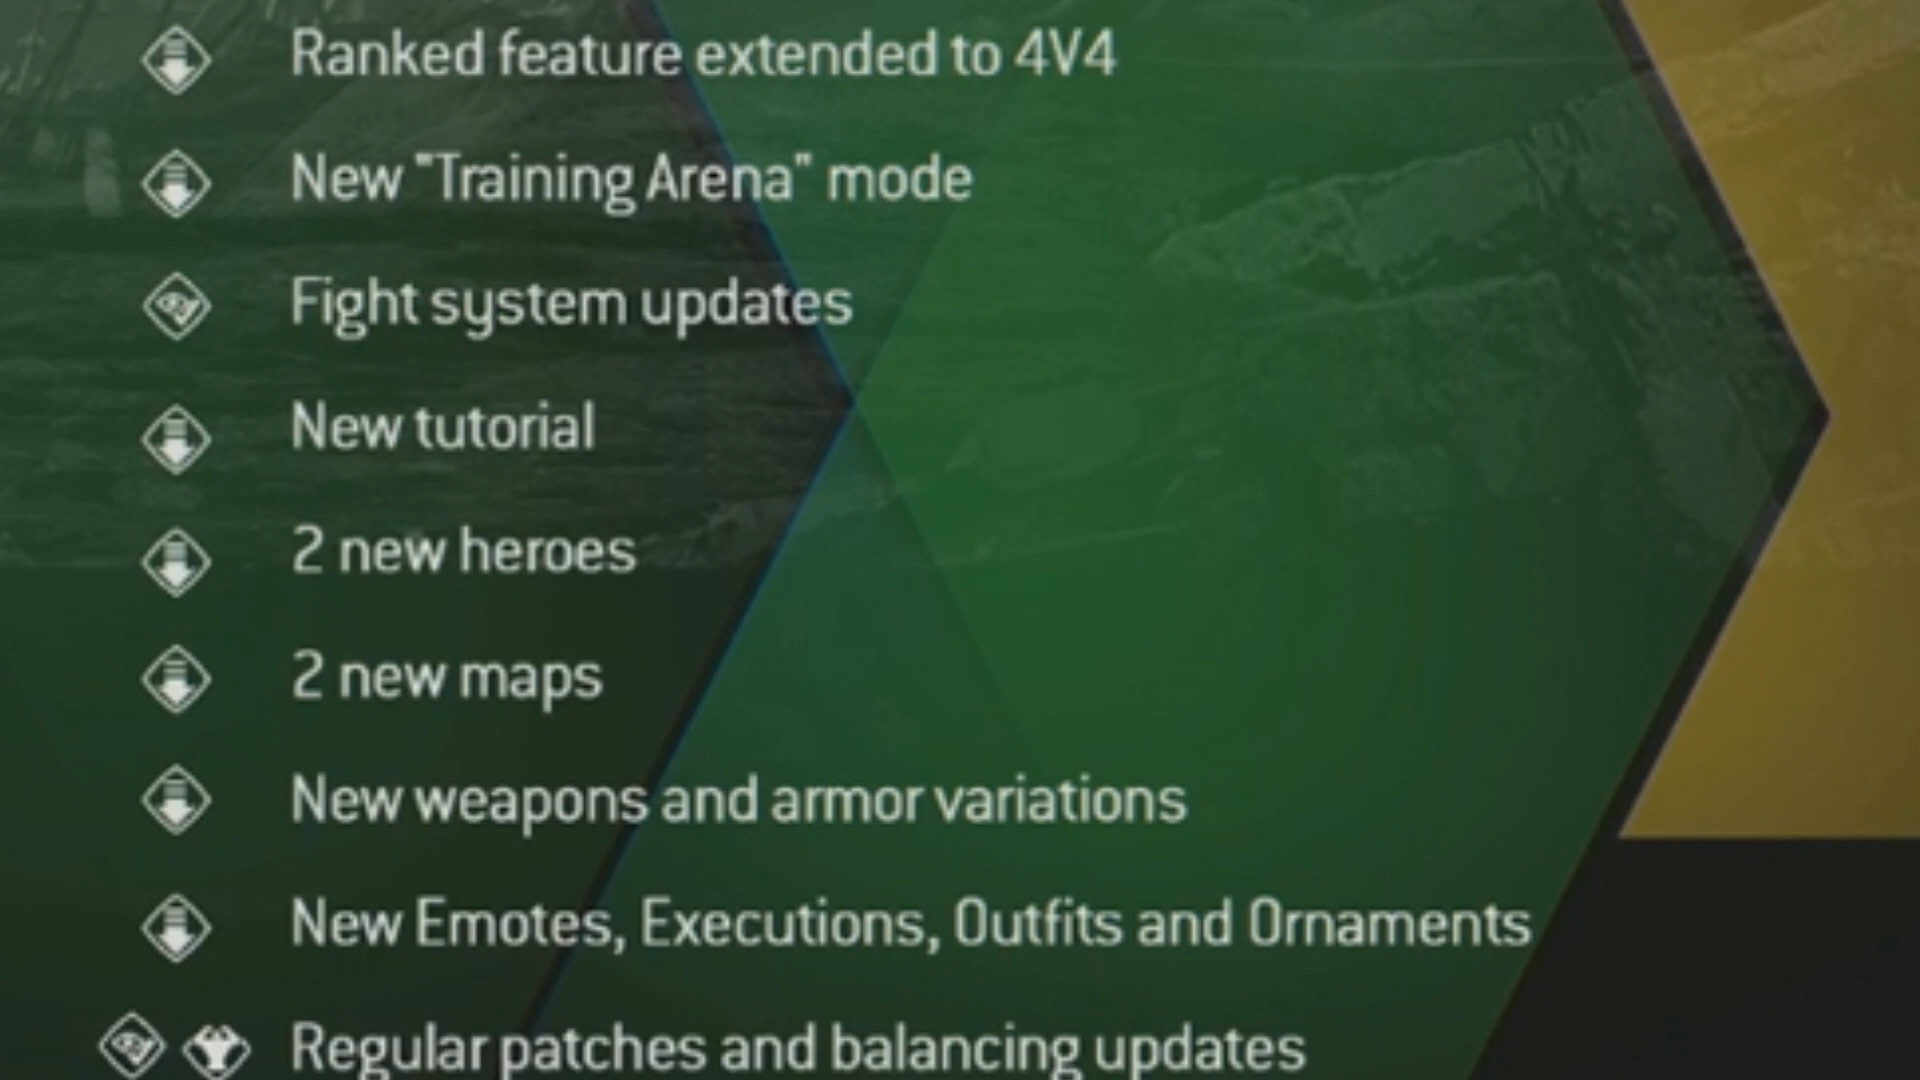 Ranked feature extended to 4V4
New "Training Arena" mode
Fight system updates
New tutorial
2 new heroes
2 new maps
New weapons and armor variations
New Emotes, Executions, Outfits and Ornaments
Regular patches and balancing updates